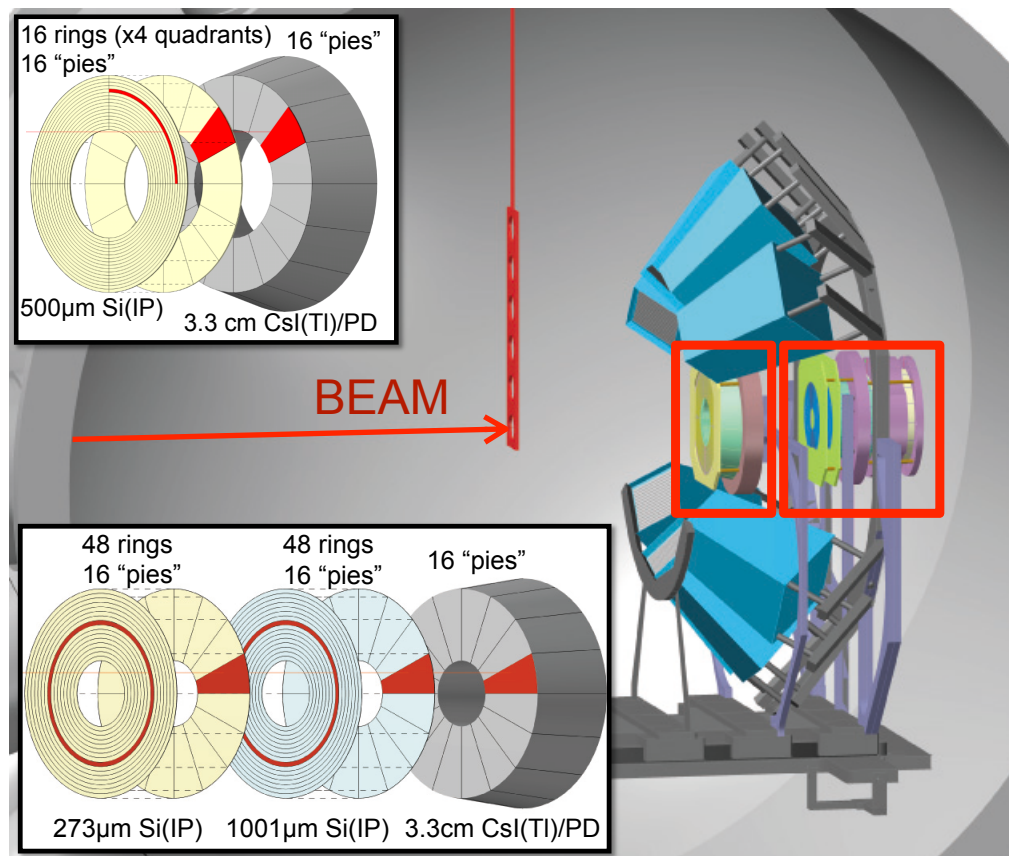 16 rings (x4 quadrants)
16 “pies”
16 “pies”
500μm Si(IP)
3.3 cm CsI(Tl)/PD
BEAM
48 rings
16 “pies”
48 rings
16 “pies”
16 “pies”
273μm Si(IP)
1001μm Si(IP)
3.3cm CsI(Tl)/PD